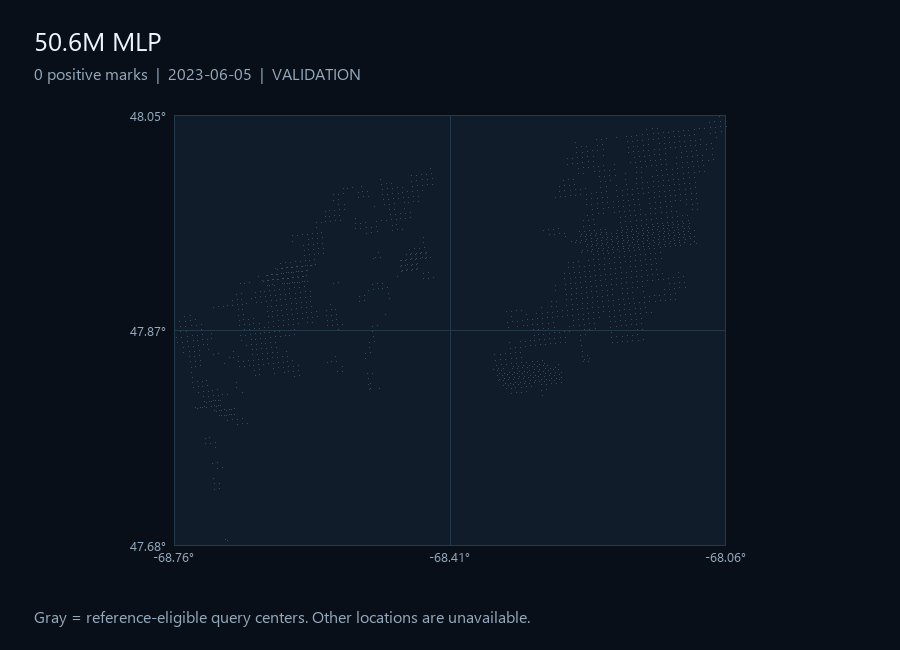 50.6M MLP
0 positive marks | 2023-06-05 | VALIDATION
48.05°
47.87°
47.68°
-68.76° -68.41° -68.06°
Gray = reference-eligible query centers. Other locations are unavailable.